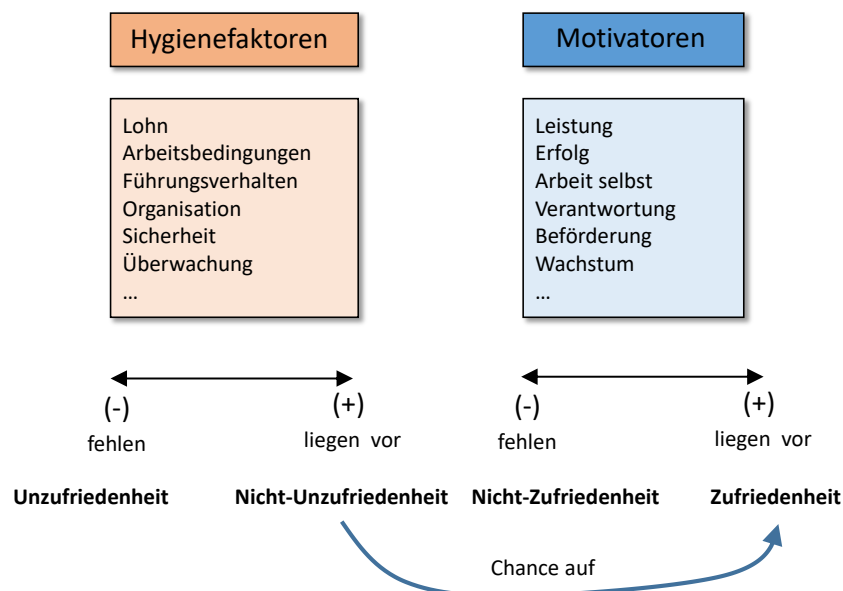 Hygienefaktoren
Motivatoren
Lohn
Arbeitsbedingungen
Führungsverhalten
Organisation
Sicherheit
Überwachung
…
Leistung
Erfolg
Arbeit selbst
Verantwortung
Beförderung
Wachstum
…
(-)
fehlen
(+)
liegen vor
(-)
fehlen
(+)
liegen vor
Unzufriedenheit
Nicht-Unzufriedenheit
Nicht-Zufriedenheit
Zufriedenheit
Chance auf